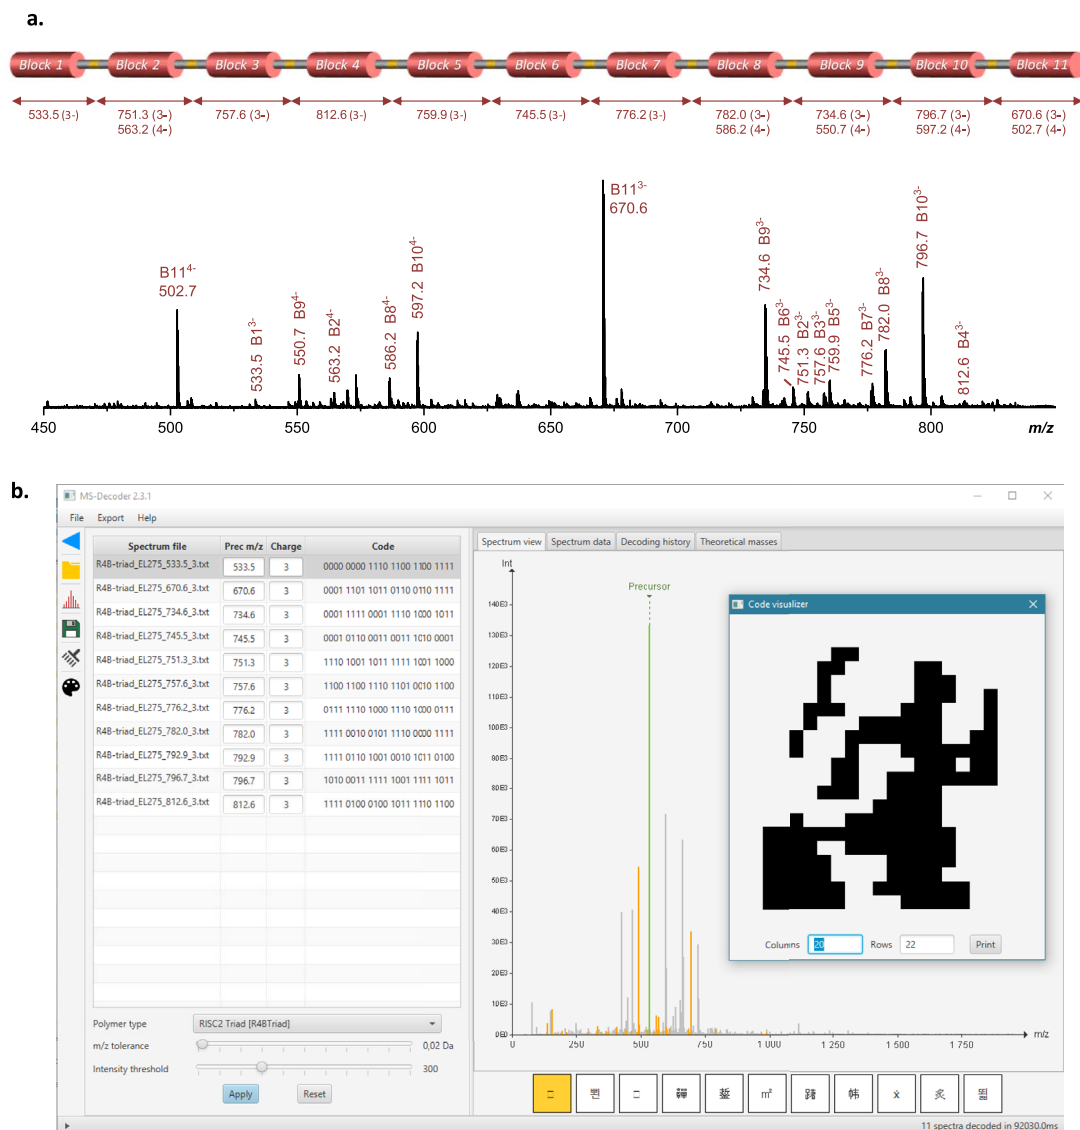 a.
Block 1 Block 2 Block 3 Block 4 Block 5 Block 6 Block 7 Block 8 Block 9 Block 10 Block 11
533.5 (3-) 751.3 (3-) 757.6 (3-) 812.6 (3-) 759.9 (3-) 745.5 (3-) 776.2 (3-) 782.0 (3-) 734.6 (3-) 796.7 (3-) 670.6 (3-)
563.2 (4-) 586.2 (4-) 550.7 (4-) 597.2 (4-) 502.7 (4-)
B11⁴⁻
502.7
533.5 B1³⁻
550.7 B9⁴⁻
563.2 B2⁴⁻
586.2 B8⁴⁻
597.2 B10⁴⁻
B11³⁻
670.6
734.6 B9³⁻
745.5 B6³⁻
751.3 B2³⁻
757.6 B3³⁻
759.9 B5³⁻
776.2 B7³⁻
782.0 B8³⁻
796.7 B10³⁻
812.6 B4³⁻
450 500 550 600 650 700 750 800 m/z
b.
MS-Decoder 2.3.1
File Export Help
Spectrum file Prec m/z Charge Code
R4B-triad_EL275_533.5_3.txt 533.5 3 0000 0000 1110 1100 1100 1111
R4B-triad_EL275_670.6_3.txt 670.6 3 0001 1101 1011 0110 0110 1111
R4B-triad_EL275_734.6_3.txt 734.6 3 0001 1111 0001 1110 1000 1011
R4B-triad_EL275_745.5_3.txt 745.5 3 0001 0110 0011 0011 1010 0001
R4B-triad_EL275_751.3_3.txt 751.3 3 1110 1001 1011 1111 1001 1000
R4B-triad_EL275_757.6_3.txt 757.6 3 1100 1100 1110 1101 0010 1100
R4B-triad_EL275_776.2_3.txt 776.2 3 0111 1110 1000 1110 1000 0111
R4B-triad_EL275_782.0_3.txt 782.0 3 1111 0010 0101 1110 0000 1111
R4B-triad_EL275_792.9_3.txt 792.9 3 1111 0110 1001 0010 1011 0100
R4B-triad_EL275_796.7_3.txt 796.7 3 1010 0011 1111 1001 1111 1011
R4B-triad_EL275_812.6_3.txt 812.6 3 1111 0100 0100 1011 1110 1100
Polymer type RISC2 Triad [R4BTriad]
m/z tolerance 0,02 Da
Intensity threshold 300
Apply Reset
Spectrum view Spectrum data Decoding history Theoretical masses
Int
Precursor
140E3
130E3
120E3
110E3
100E3
90E3
80E3
70E3
60E3
50E3
40E3
30E3
20E3
10E3
0E0
0 250 500 750 1 000 1 250 1 500 1 750 m/z
Code visualizer
Columns 20 Rows 22 Print
m²
11 spectra decoded in 92030.0ms